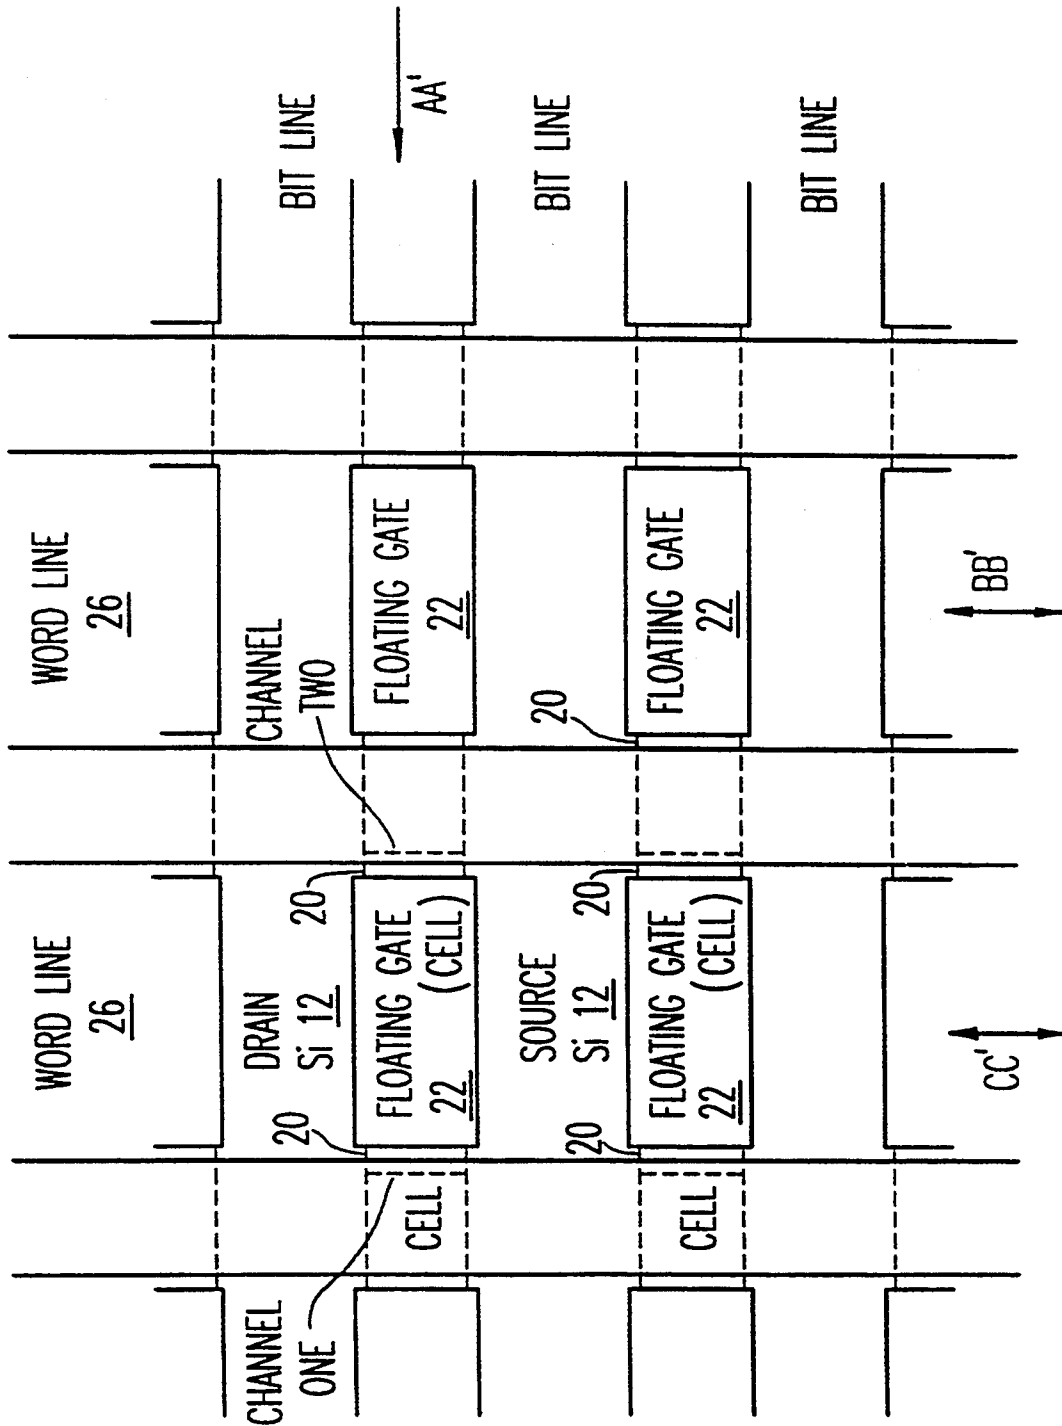 WORD LINE
26
WORD LINE
26
CHANNEL
ONE
DRAIN
Si 12
CHANNEL
TWO
BIT LINE
20
20
FLOATING GATE
22 (CELL)
FLOATING GATE
22
AA'
CELL
SOURCE
Si 12
BIT LINE
20
20
20
FLOATING GATE
22 (CELL)
FLOATING GATE
22
CELL
BIT LINE
CC'
BB'